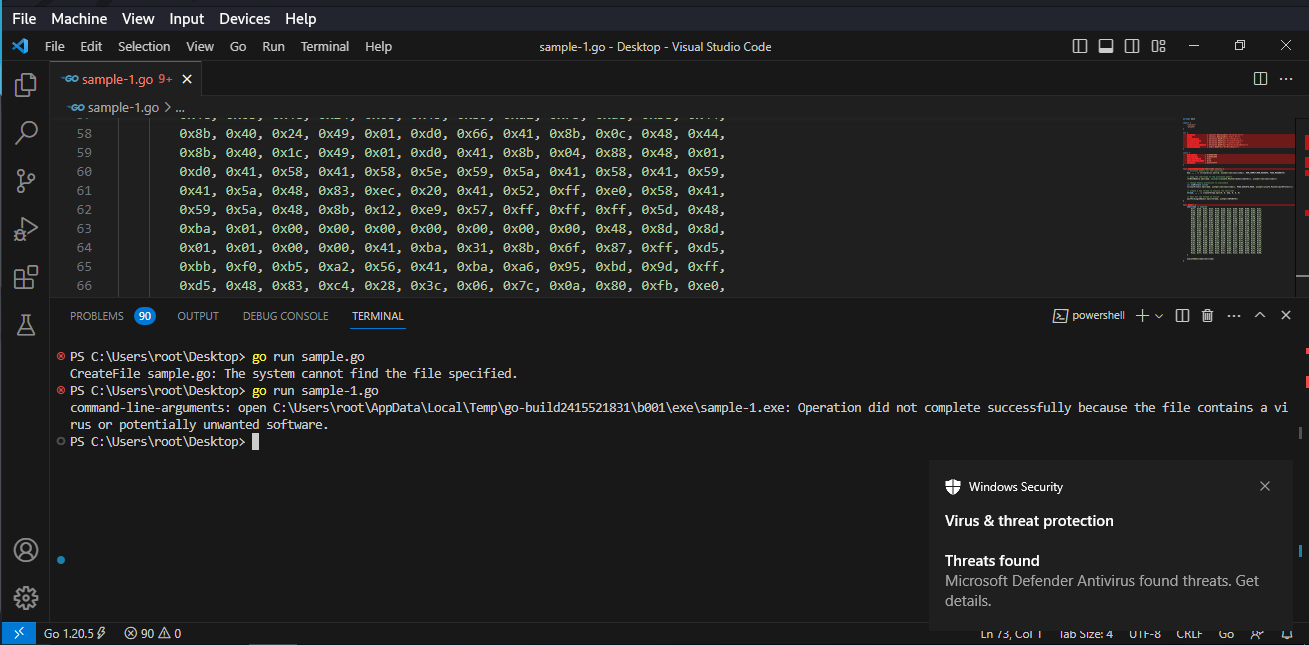 File Machine View Input Devices Help
File Edit Selection View Go Run Terminal Help
sample-1.go - Desktop - Visual Studio Code
GO sample-1.go 9+
GO sample-1.go > ...
58 0x8b, 0x40, 0x24, 0x49, 0x01, 0xd0, 0x66, 0x41, 0x8b, 0x0c, 0x48, 0x44,
59 0x8b, 0x40, 0x1c, 0x49, 0x01, 0xd0, 0x41, 0x8b, 0x04, 0x88, 0x48, 0x01,
60 0xd0, 0x41, 0x58, 0x41, 0x58, 0x5e, 0x59, 0x5a, 0x41, 0x58, 0x41, 0x59,
61 0x41, 0x5a, 0x48, 0x83, 0xec, 0x20, 0x41, 0x52, 0xff, 0xe0, 0x58, 0x41,
62 0x59, 0x5a, 0x48, 0x8b, 0x12, 0xe9, 0x57, 0xff, 0xff, 0xff, 0x5d, 0x48,
63 0xba, 0x01, 0x00, 0x00, 0x00, 0x00, 0x00, 0x00, 0x00, 0x48, 0x8d, 0x8d,
64 0x01, 0x01, 0x00, 0x00, 0x41, 0xba, 0x31, 0x8b, 0x6f, 0x87, 0xff, 0xd5,
65 0xbb, 0xf0, 0xb5, 0xa2, 0x56, 0x41, 0xba, 0xa6, 0x95, 0xbd, 0x9d, 0xff,
66 0xd5, 0x48, 0x83, 0xc4, 0x28, 0x3c, 0x06, 0x7c, 0x0a, 0x80, 0xfb, 0xe0,
PROBLEMS 90 OUTPUT DEBUG CONSOLE TERMINAL
powershell
PS C:\Users\root\Desktop> go run sample.go
CreateFile sample.go: The system cannot find the file specified.
PS C:\Users\root\Desktop> go run sample-1.go
command-line-arguments: open C:\Users\root\AppData\Local\Temp\go-build2415521831\b001\exe\sample-1.exe: Operation did not complete successfully because the file contains a vi
rus or potentially unwanted software.
PS C:\Users\root\Desktop>
Windows Security
Virus & threat protection
Threats found
Microsoft Defender Antivirus found threats. Get
details.
Go 1.20.5 90 0
Ln 73, Col 1 Tab Size: 4 UTF-8 CRLF Go